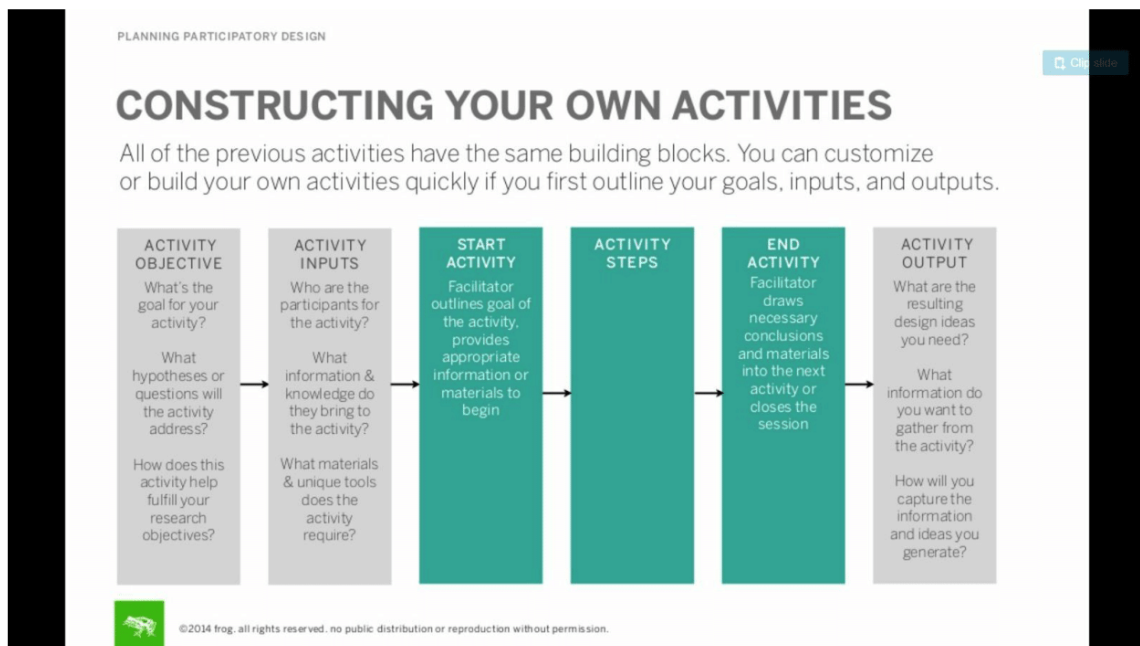 PLANNING PARTICIPATORY DESIGN
Clip slide
CONSTRUCTING YOUR OWN ACTIVITIES
All of the previous activities have the same building blocks. You can customize
or build your own activities quickly if you first outline your goals, inputs, and outputs.
ACTIVITY
OBJECTIVE
What's the
goal for your
activity?
What
hypotheses or
questions will
the activity
address?
How does this
activity help
fulfill your
research
objectives?
ACTIVITY
INPUTS
Who are the
participants for
the activity?
What
information &
knowledge do
they bring to
the activity?
What materials
& unique tools
does the
activity
require?
START
ACTIVITY
Facilitator
outlines goal of
the activity,
provides
appropriate
information or
materials to
begin
ACTIVITY
STEPS
END
ACTIVITY
Facilitator
draws
necessary
conclusions
and materials
into the next
activity or
closes the
session
ACTIVITY
OUTPUT
What are the
resulting
design ideas
you need?
What
information do
you want to
gather from
the activity?
How will you
capture the
information
and ideas you
generate?
©2014 frog. all rights reserved. no public distribution or reproduction without permission.